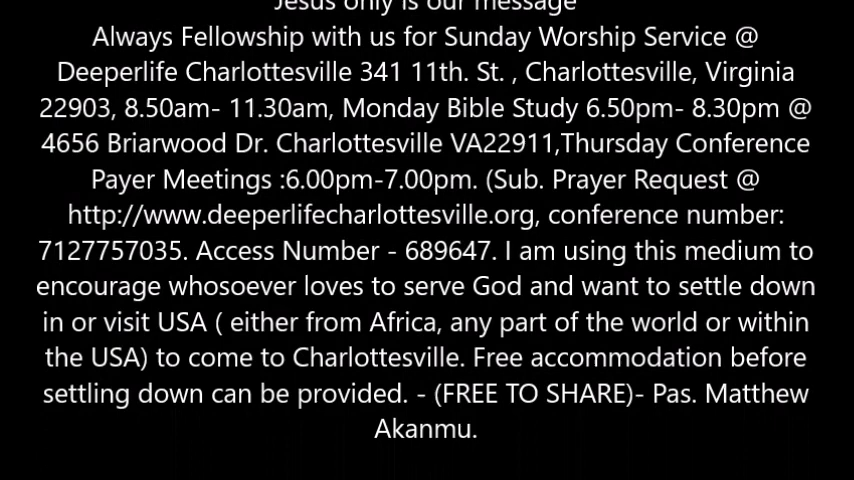 Jesus only is our message
Always Fellowship with us for Sunday Worship Service @
Deeperlife Charlottesville 341 11th. St. , Charlottesville, Virginia
22903, 8.50am- 11.30am, Monday Bible Study 6.50pm- 8.30pm @
4656 Briarwood Dr. Charlottesville VA22911,Thursday Conference
Payer Meetings :6.00pm-7.00pm. (Sub. Prayer Request @
http://www.deeperlifecharlottesville.org, conference number:
7127757035. Access Number - 689647. I am using this medium to
encourage whosoever loves to serve God and want to settle down
in or visit USA ( either from Africa, any part of the world or within
the USA) to come to Charlottesville. Free accommodation before
settling down can be provided. - (FREE TO SHARE)- Pas. Matthew
Akanmu.